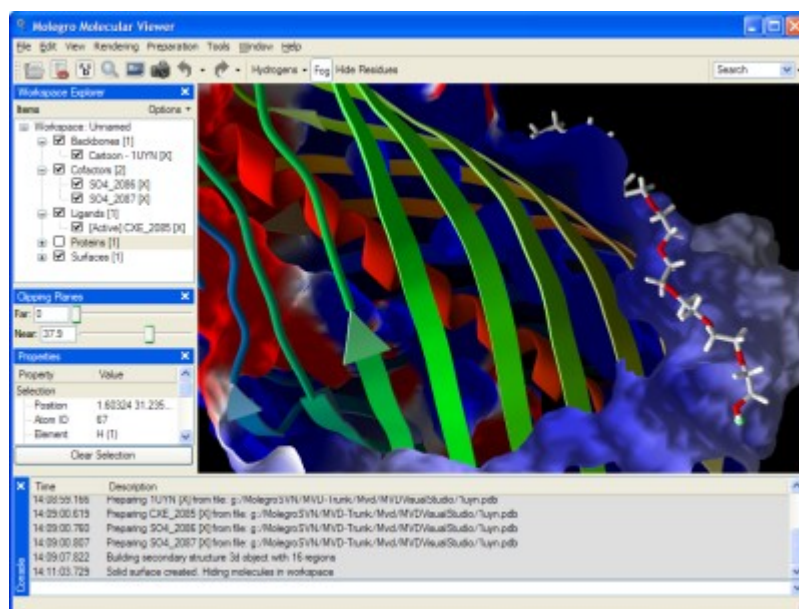 Molegro Molecular Viewer
File Edit View Rendering Preparation Tools Window Help
Hydrogens Fog Hide Residues Search
Workspace Explorer
Items Options
Workspace: Unnamed
Backbones [1]
Cartoon - 1UYN [X]
Cofactors [2]
SO4_2086 [X]
SO4_2087 [X]
Ligands [1]
[Active] CXE_2085 [X]
Proteins [1]
Surfaces [1]
Clipping Planes
Far: 0
Near: 37.9
Properties
Property Value
Selection
Position 1.60324 31.235...
Atom ID 67
Element H (1)
Clear Selection
Console
Time Description
14:08:59.166 Preparing 1UYN [X] from file: g:/MolegroSVN/MVD-Trunk/Mvd/MVDVisualStudio/1uyn.pdb
14:09:00.619 Preparing CXE_2085 [X] from file: g:/MolegroSVN/MVD-Trunk/Mvd/MVDVisualStudio/1uyn.pdb
14:09:00.760 Preparing SO4_2086 [X] from file: g:/MolegroSVN/MVD-Trunk/Mvd/MVDVisualStudio/1uyn.pdb
14:09:00.807 Preparing SO4_2087 [X] from file: g:/MolegroSVN/MVD-Trunk/Mvd/MVDVisualStudio/1uyn.pdb
14:09:07.822 Building secondary structure 3d object with 16 regions
14:11:03.729 Solid surface created. Hiding molecules in workspace